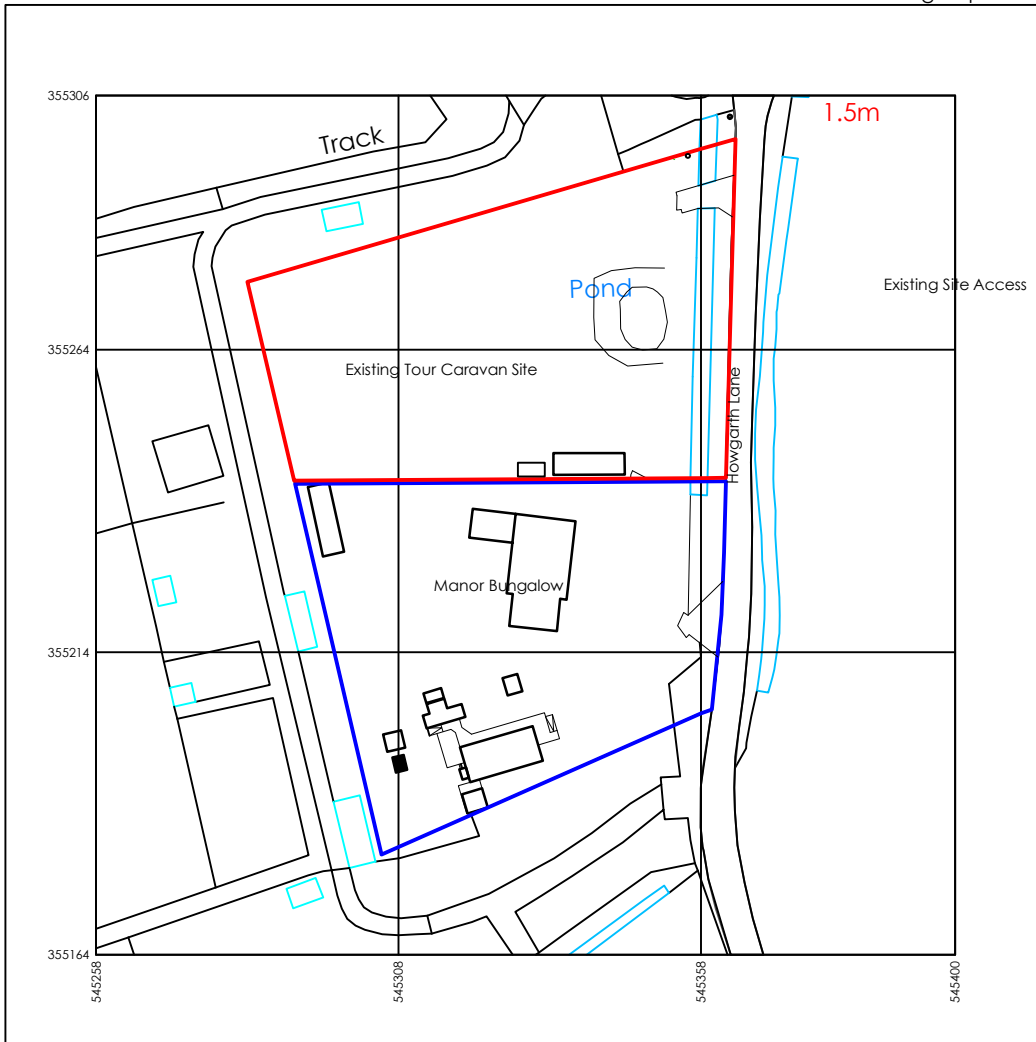 355306
1.5m
Track
Existing Site Access
Pond
355264
Existing Tour Caravan Site
Howgarth Lane
Manor Bungalow
355214
355164
545258
545308
545358
545400